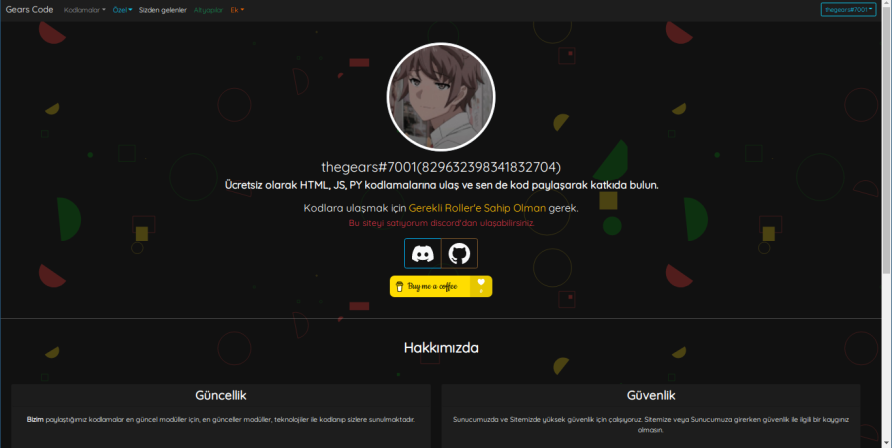 Gears Code Kodlamalar Özel Sizden gelenler Altyapılar Ek thegears#7001
thegears#7001(829632398341832704)
Ücretsiz olarak HTML, JS, PY kodlamalarına ulaş ve sen de kod paylaşarak katkıda bulun.
Kodlara ulaşmak için Gerekli Roller'e Sahip Olman gerek.
Bu siteyi satıyorum discord'dan ulaşabilirsiniz.
Buy me a coffee
Hakkımızda
Güncellik
Bizim paylaştığımız kodlamalar en güncel modüller için, en günceller modüller, teknolojiler ile kodlanıp sizlere sunulmaktadır.
Güvenlik
Sunucumuzda ve Sitemizde yüksek güvenlik için çalışıyoruz. Sitemize veya Sunucumuza girerken güvenlik ile ilgili bir kaygınız
olmasın.